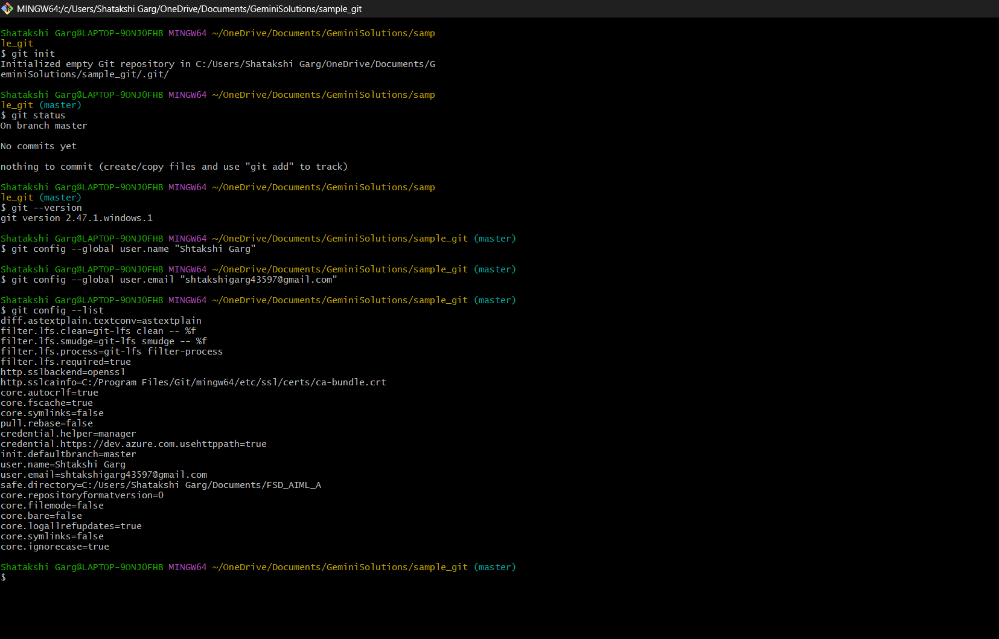 MINGW64:/c/Users/Shatakshi Garg/OneDrive/Documents/GeminiSolutions/sample_git
Shatakshi Garg@LAPTOP-9ONJOFHB MINGW64 ~/OneDrive/Documents/GeminiSolutions/samp
le_git
$ git init
Initialized empty Git repository in C:/Users/Shatakshi Garg/OneDrive/Documents/G
eminiSolutions/sample_git/.git/
Shatakshi Garg@LAPTOP-9ONJOFHB MINGW64 ~/OneDrive/Documents/GeminiSolutions/samp
le_git (master)
$ git status
On branch master
No commits yet
nothing to commit (create/copy files and use "git add" to track)
Shatakshi Garg@LAPTOP-9ONJOFHB MINGW64 ~/OneDrive/Documents/GeminiSolutions/samp
le_git (master)
$ git --version
git version 2.47.1.windows.1
Shatakshi Garg@LAPTOP-9ONJOFHB MINGW64 ~/OneDrive/Documents/GeminiSolutions/sample_git (master)
$ git config --global user.name "Shtakshi Garg"
Shatakshi Garg@LAPTOP-9ONJOFHB MINGW64 ~/OneDrive/Documents/GeminiSolutions/sample_git (master)
$ git config --global user.email "shtakshigarg43597@gmail.com"
Shatakshi Garg@LAPTOP-9ONJOFHB MINGW64 ~/OneDrive/Documents/GeminiSolutions/sample_git (master)
$ git config --list
diff.astextplain.textconv=astextplain
filter.lfs.clean=git-lfs clean -- %f
filter.lfs.smudge=git-lfs smudge -- %f
filter.lfs.process=git-lfs filter-process
filter.lfs.required=true
http.sslbackend=openssl
http.sslcainfo=C:/Program Files/Git/mingw64/etc/ssl/certs/ca-bundle.crt
core.autocrlf=true
core.fscache=true
core.symlinks=false
pull.rebase=false
credential.helper=manager
credential.https://dev.azure.com.usehttppath=true
init.defaultbranch=master
user.name=Shtakshi Garg
user.email=shtakshigarg43597@gmail.com
safe.directory=C:/Users/Shatakshi Garg/Documents/FSD_AIML_A
core.repositoryformatversion=0
core.filemode=false
core.bare=false
core.logallrefupdates=true
core.symlinks=false
core.ignorecase=true
Shatakshi Garg@LAPTOP-9ONJOFHB MINGW64 ~/OneDrive/Documents/GeminiSolutions/sample_git (master)
$